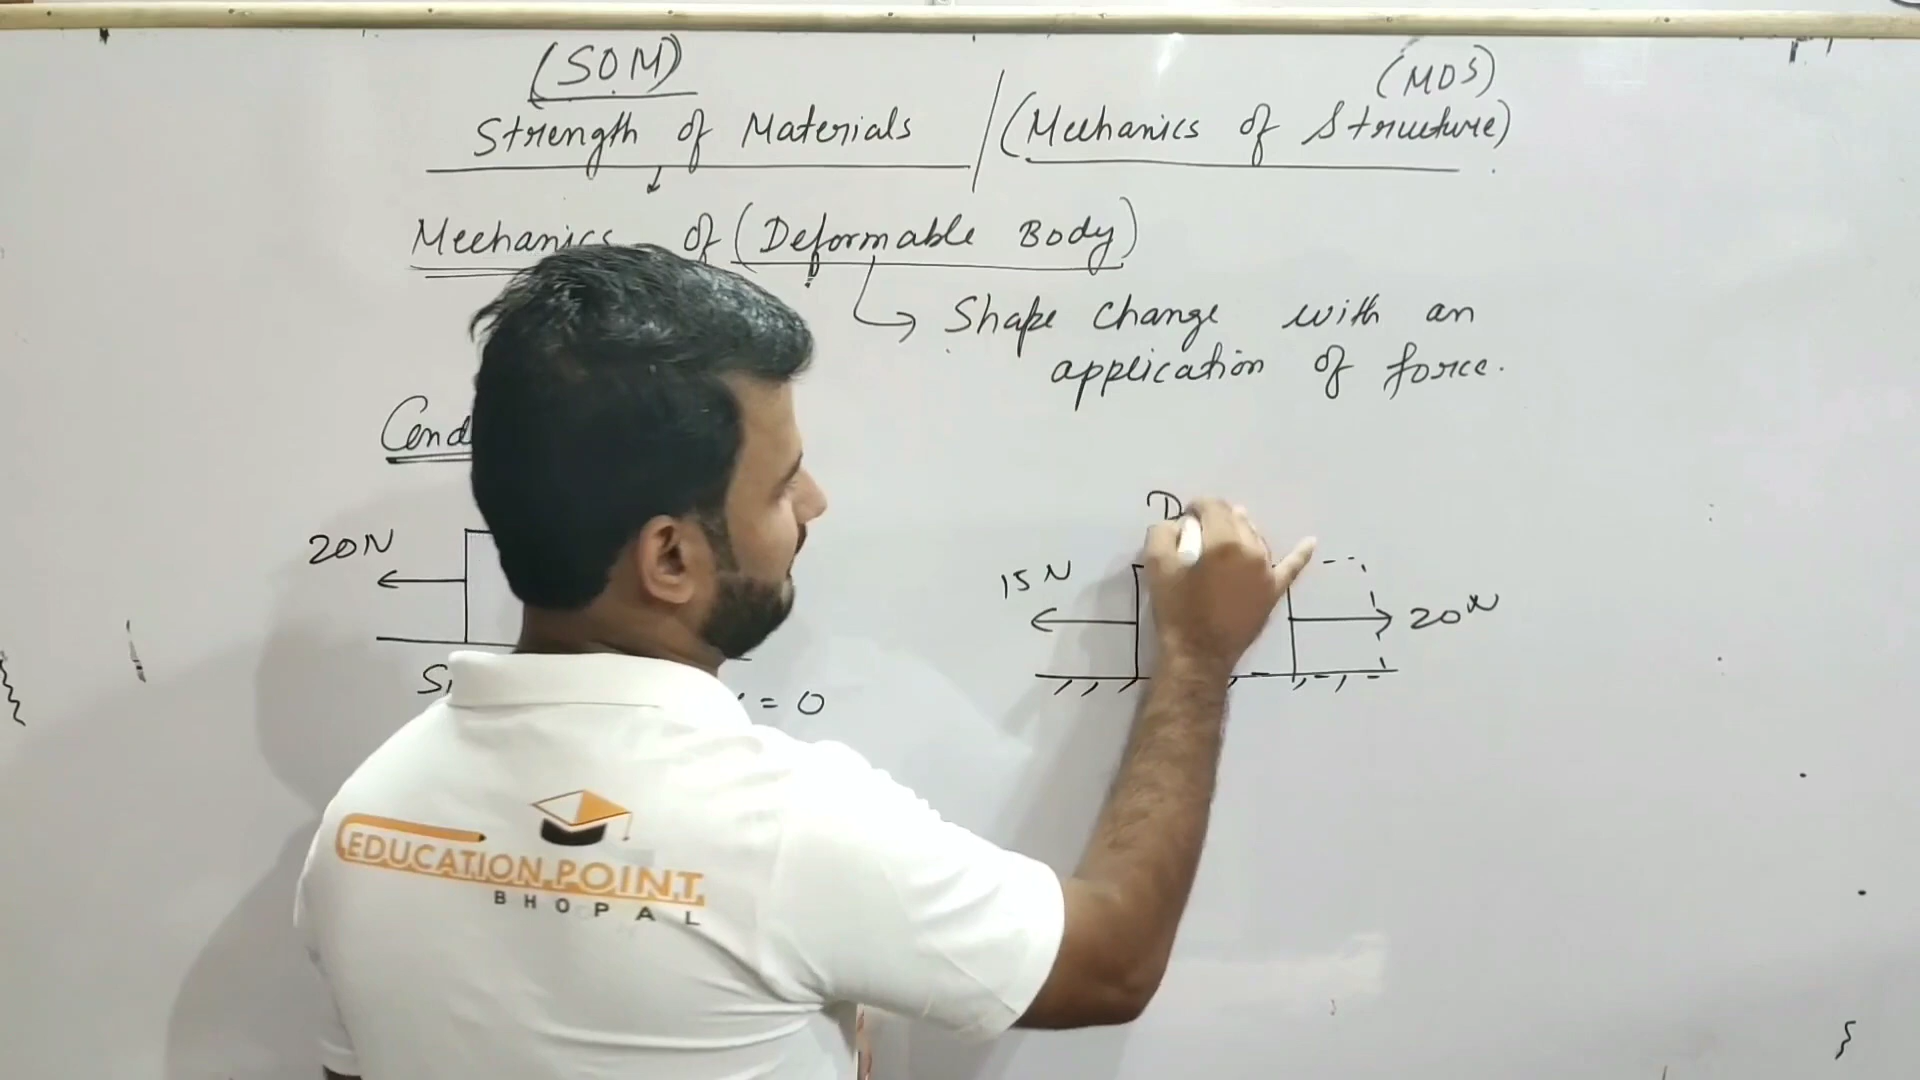 (SOM)
(MOS)
Strength of Materials / (Mechanics of Structure)
Mechanics of (Deformable Body)
Shape change with an
application of force.
20N
15 N
20N
= 0
EDUCATION POINT
BHOPAL